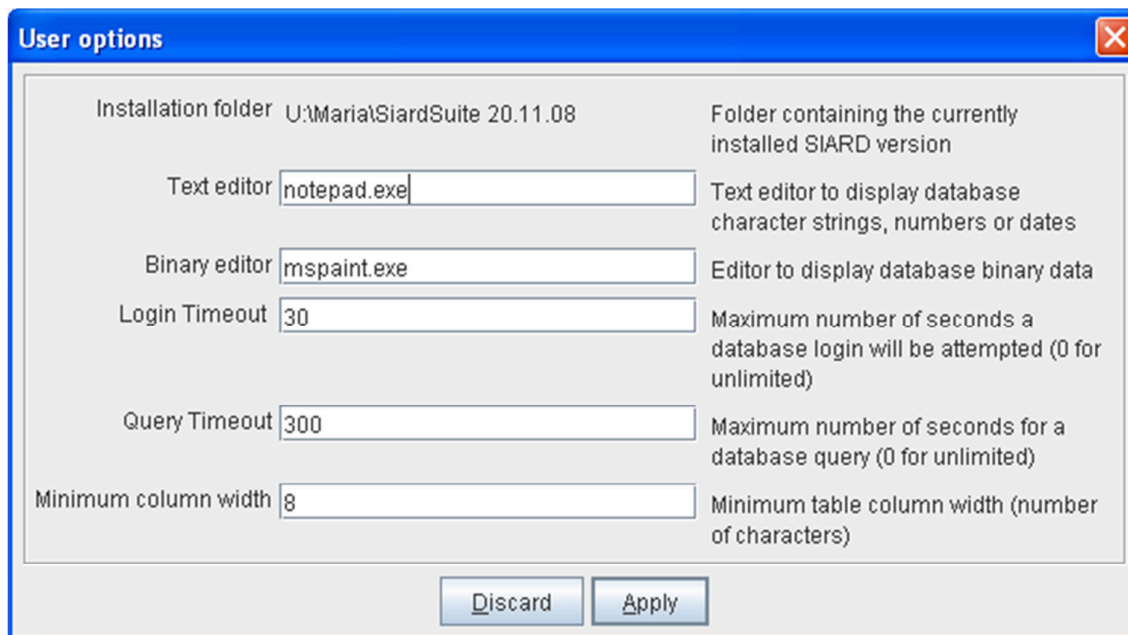 User options
Installation folder U:\Maria\SiardSuite 20.11.08 Folder containing the currently
installed SIARD version
Text editor notepad.exe Text editor to display database
character strings, numbers or dates
Binary editor mspaint.exe Editor to display database binary data
Login Timeout 30 Maximum number of seconds a
database login will be attempted (0 for
unlimited)
Query Timeout 300 Maximum number of seconds for a
database query (0 for unlimited)
Minimum column width 8 Minimum table column width (number
of characters)
Discard Apply